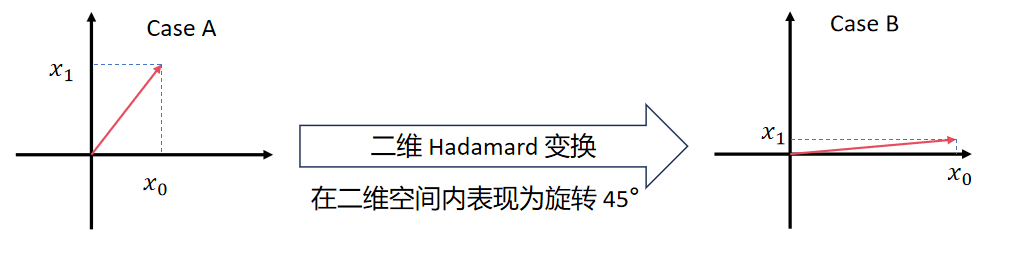 Case A
x₁
x₀
二维 Hadamard 变换
在二维空间内表现为旋转 45°
Case B
x₁
x₀